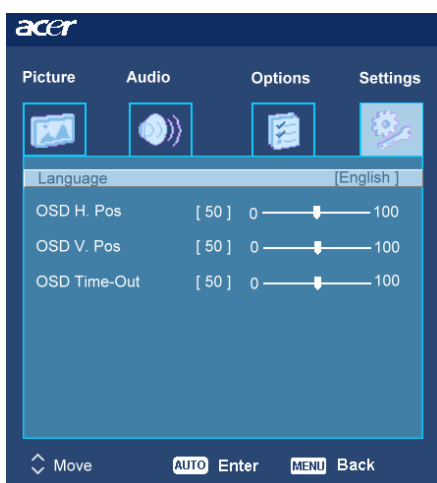 acer
Picture Audio Options Settings
Language [English ]
OSD H. Pos [ 50 ] 0 100
OSD V. Pos [ 50 ] 0 100
OSD Time-Out [ 50 ] 0 100
Move AUTO Enter MENU Back